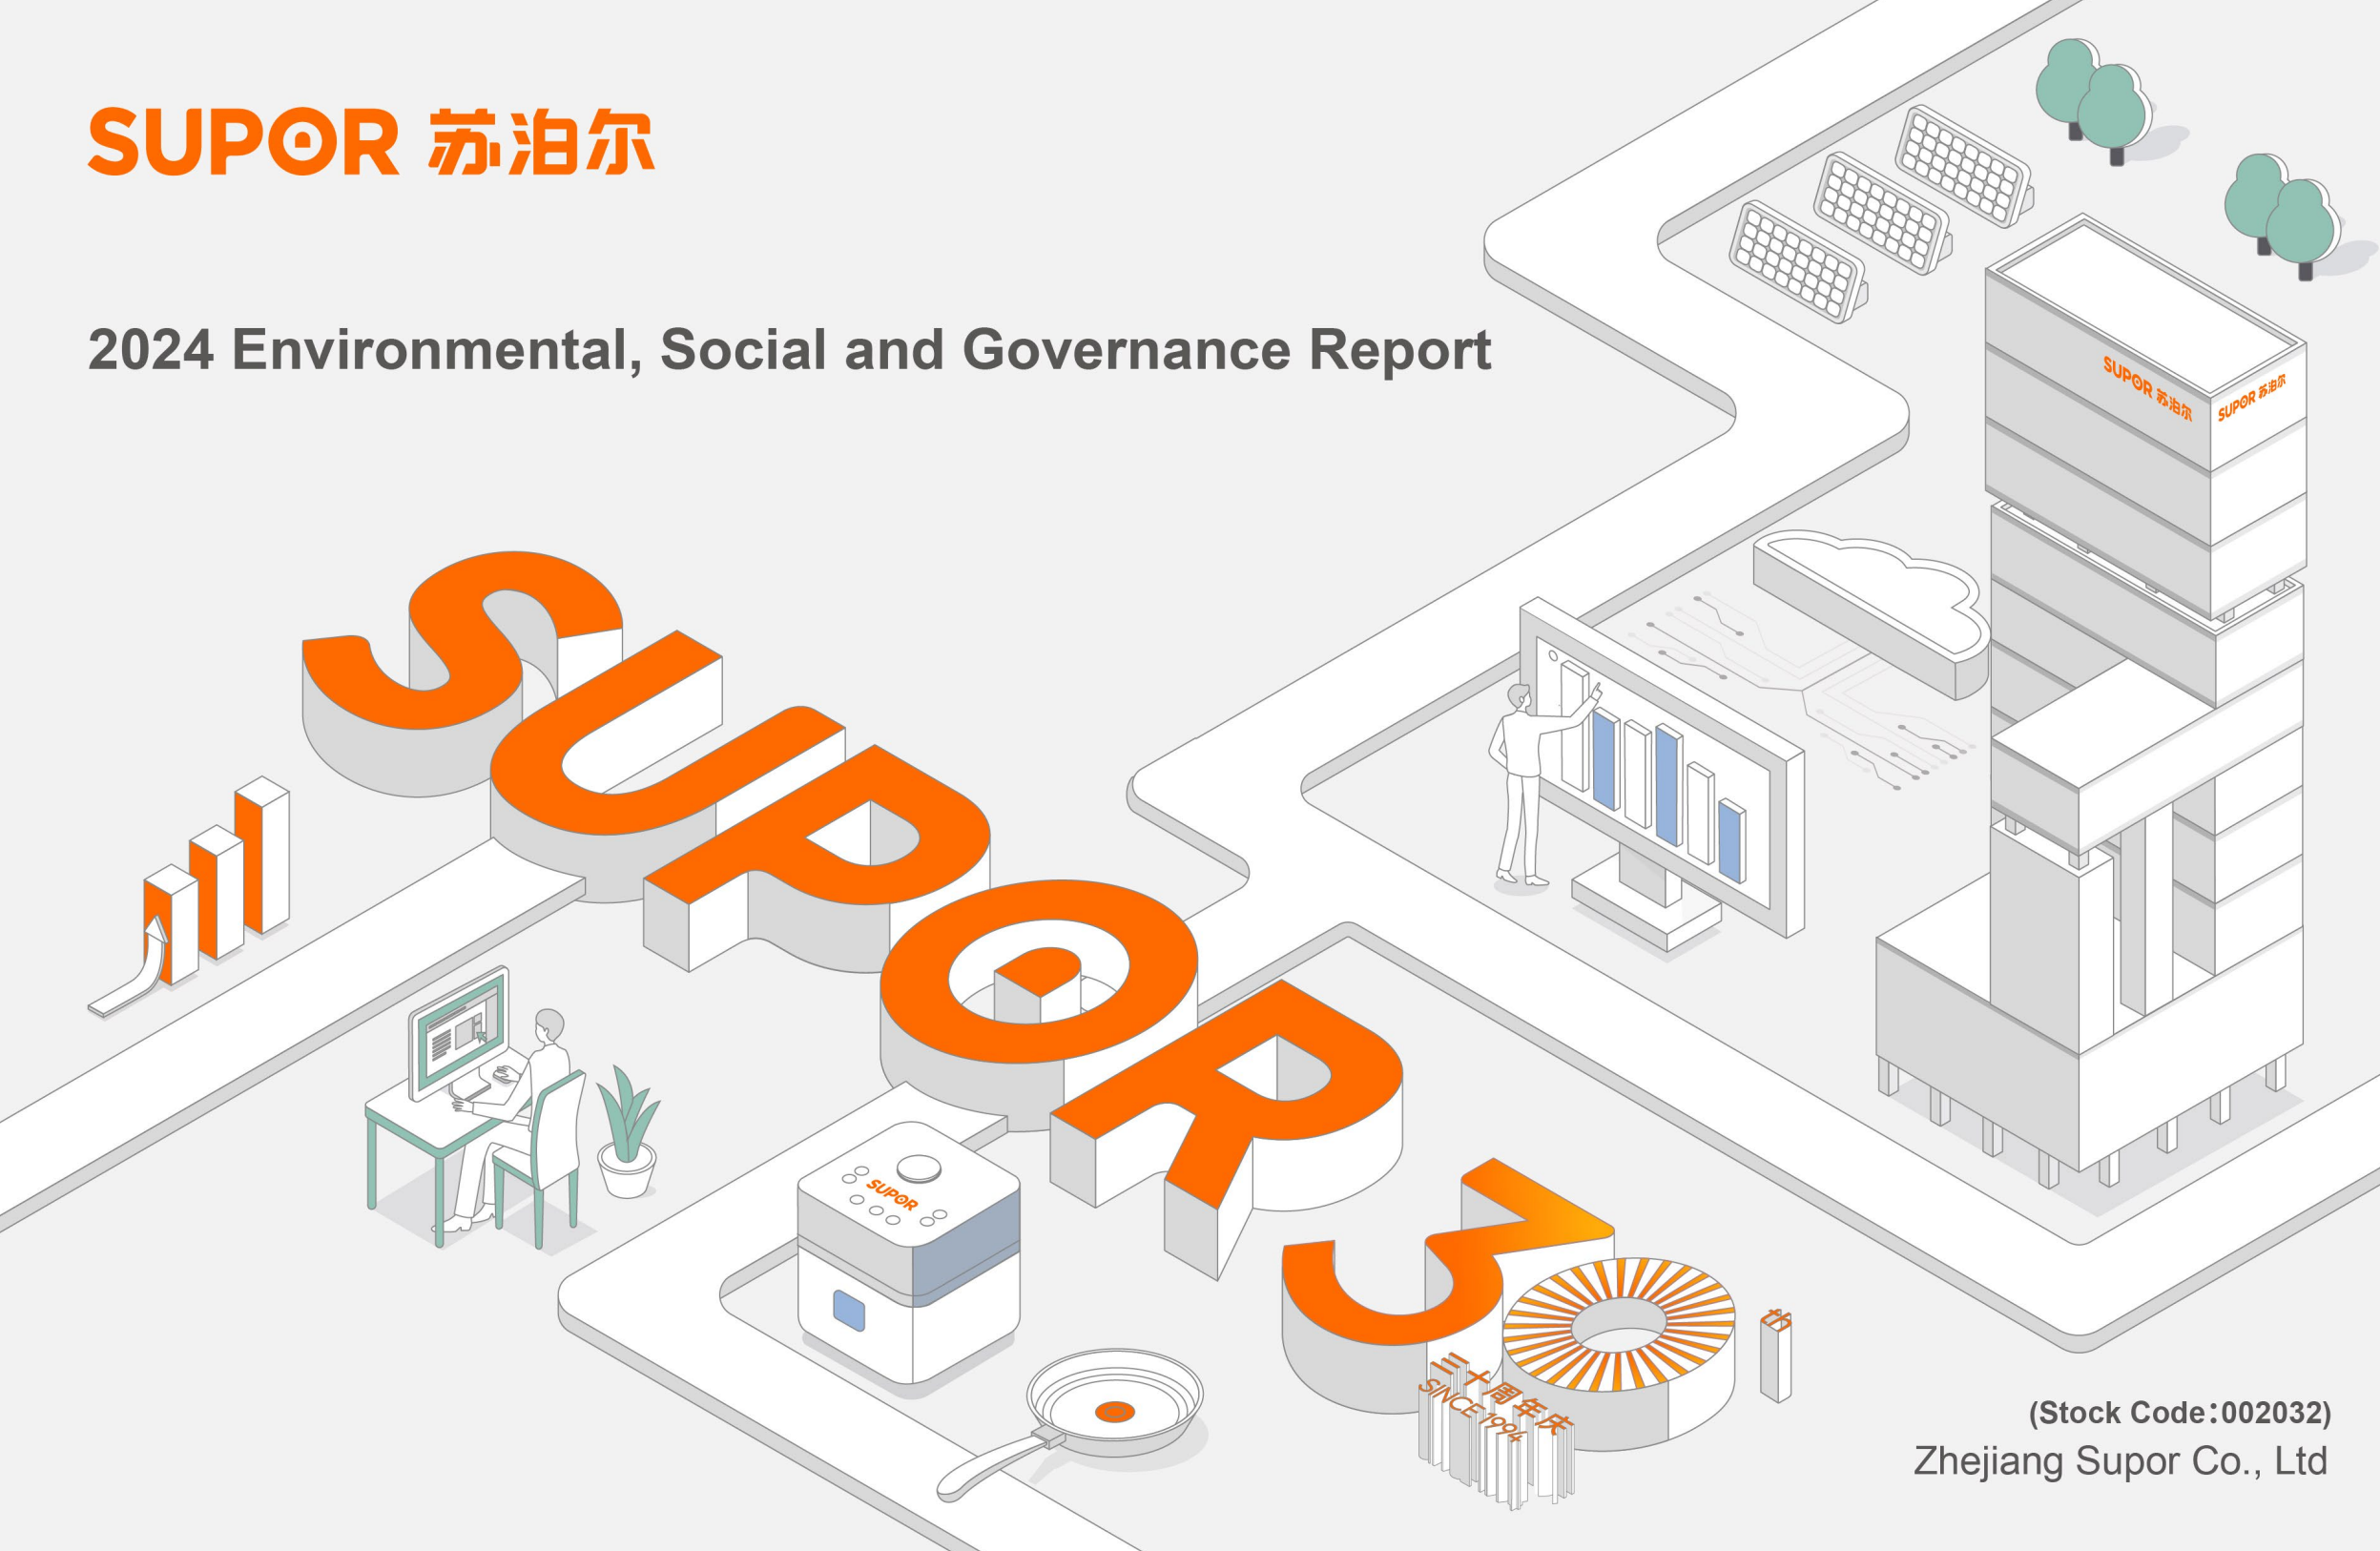 SUPOR 苏泊尔
2024 Environmental, Social and Governance Report
SUPOR 苏泊尔
SUPOR 苏泊尔
SUPOR
SUPOR
30
三十周年庆
SINCE 1994
(Stock Code:002032)
Zhejiang Supor Co., Ltd